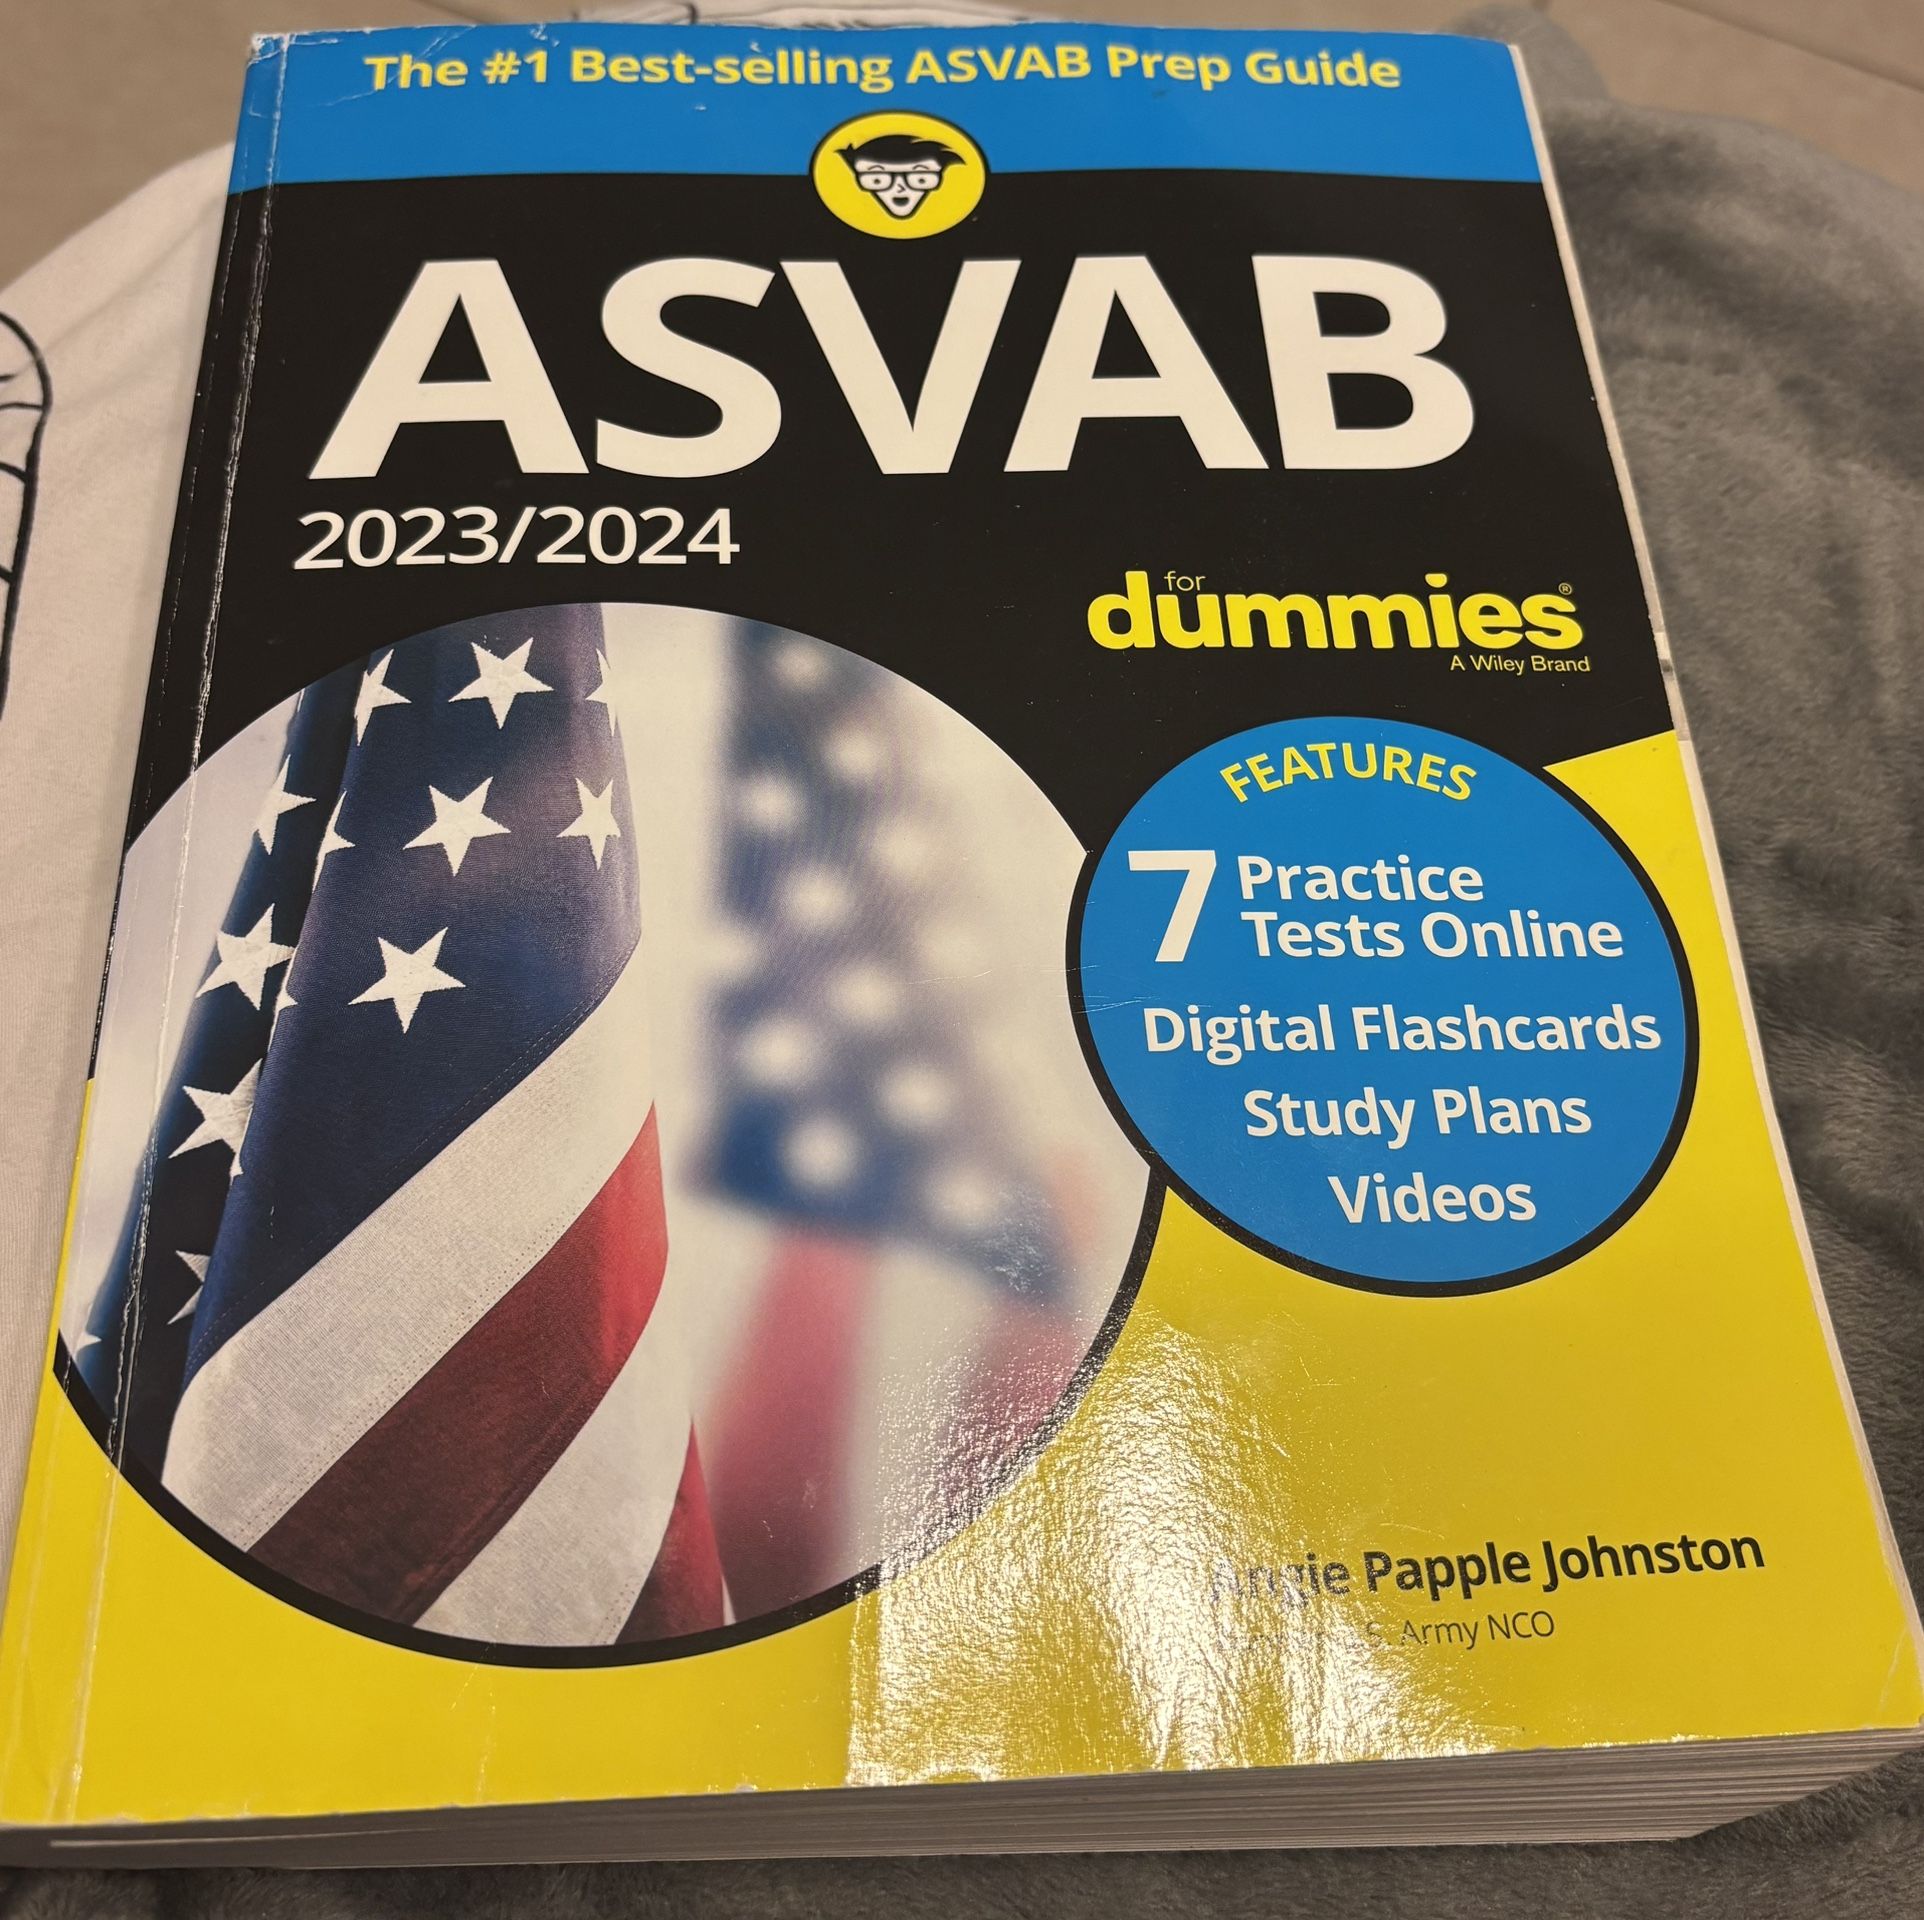 The #1 Best-selling ASVAB Prep Guide
ASVAB
2023/2024
for
dummies®
A Wiley Brand
FEATURES
7 Practice
Tests Online
Digital Flashcards
Study Plans
Videos
Angie Papple Johnston
Army NCO